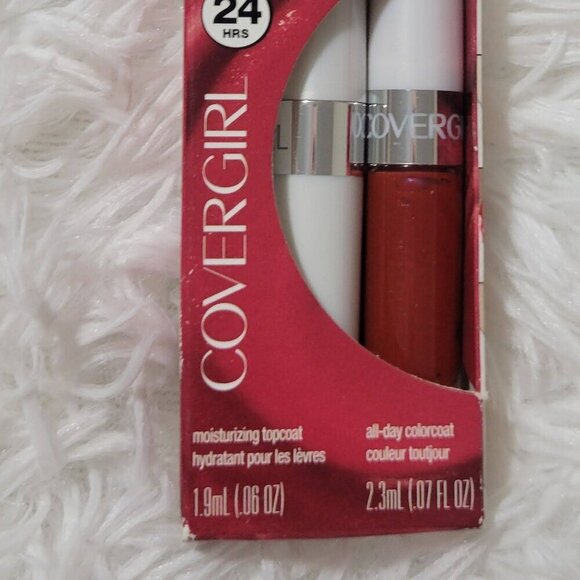 24
HRS
COVERGIRL
L
COVERG
moisturizing topcoat
hydratant pour les lèvres
1.9mL (.06 OZ)
all-day colorcoat
couleur toutjour
2.3mL (.07 FL OZ)